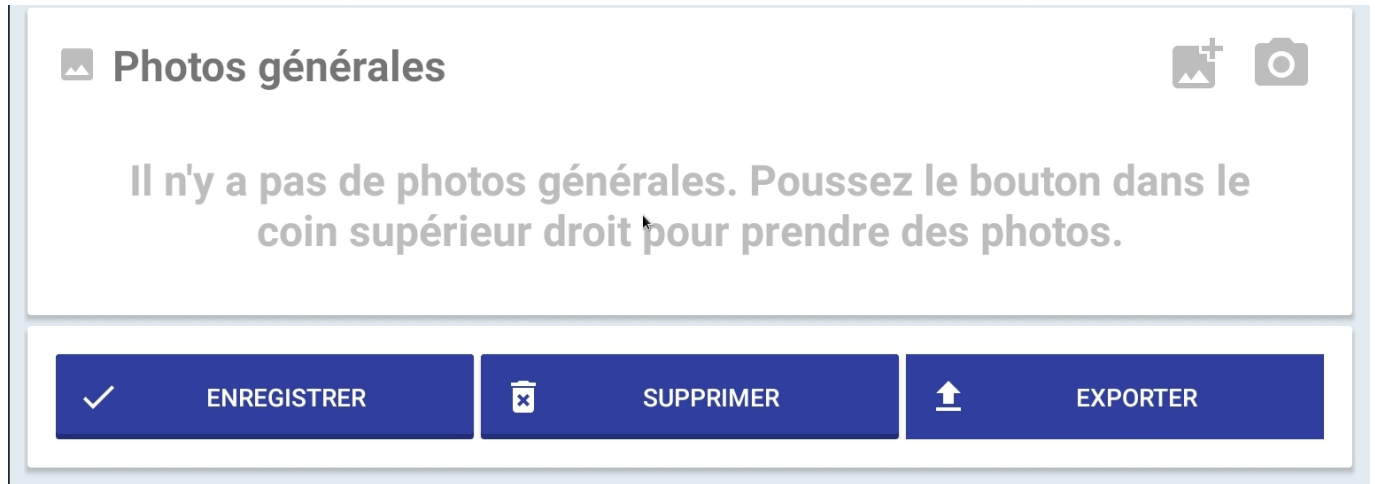 Photos générales
Il n'y a pas de photos générales. Poussez le bouton dans le
coin supérieur droit pour prendre des photos.
ENREGISTRER
SUPPRIMER
EXPORTER